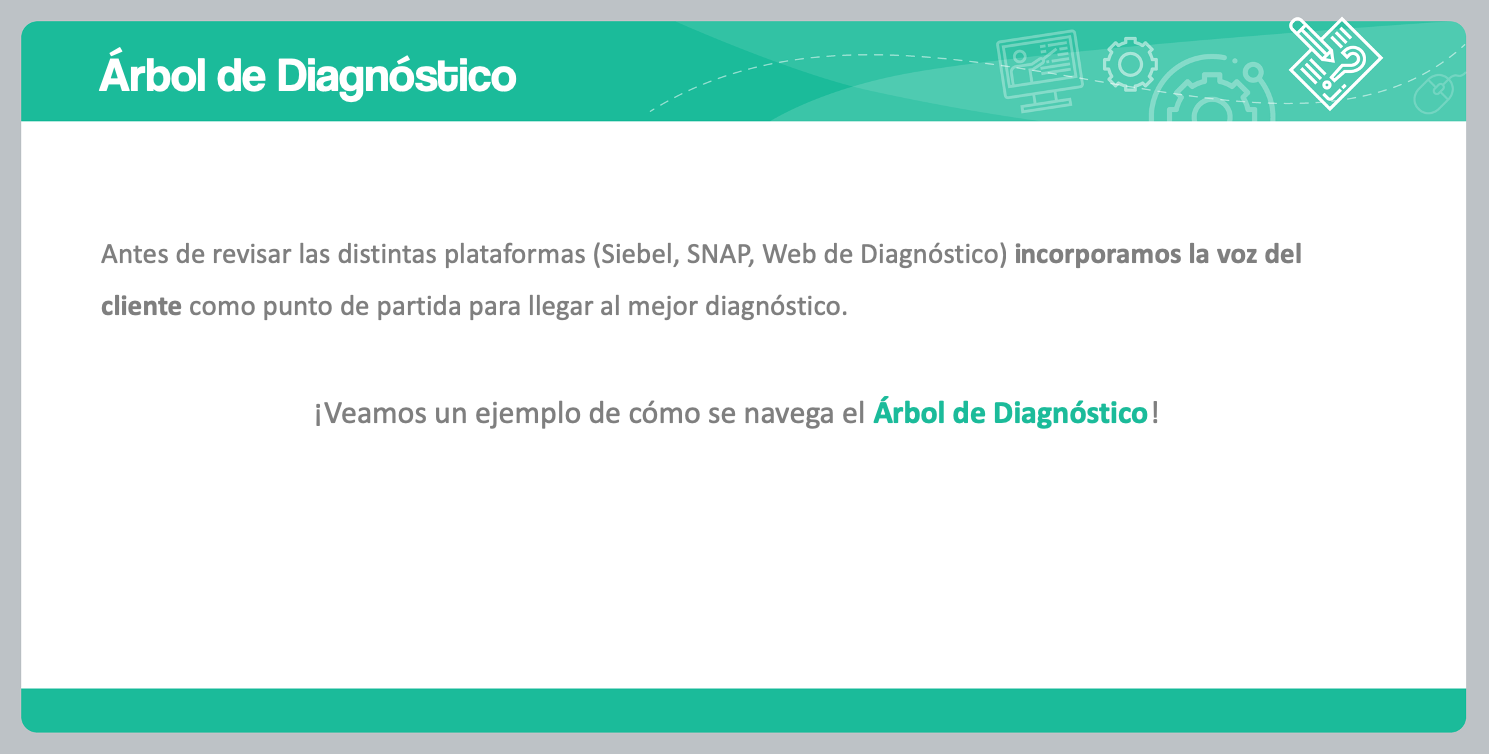 Árbol de Diagnóstico
Antes de revisar las distintas plataformas (Siebel, SNAP, Web de Diagnóstico) incorporamos la voz del
cliente como punto de partida para llegar al mejor diagnóstico.
¡Veamos un ejemplo de cómo se navega el Árbol de Diagnóstico!